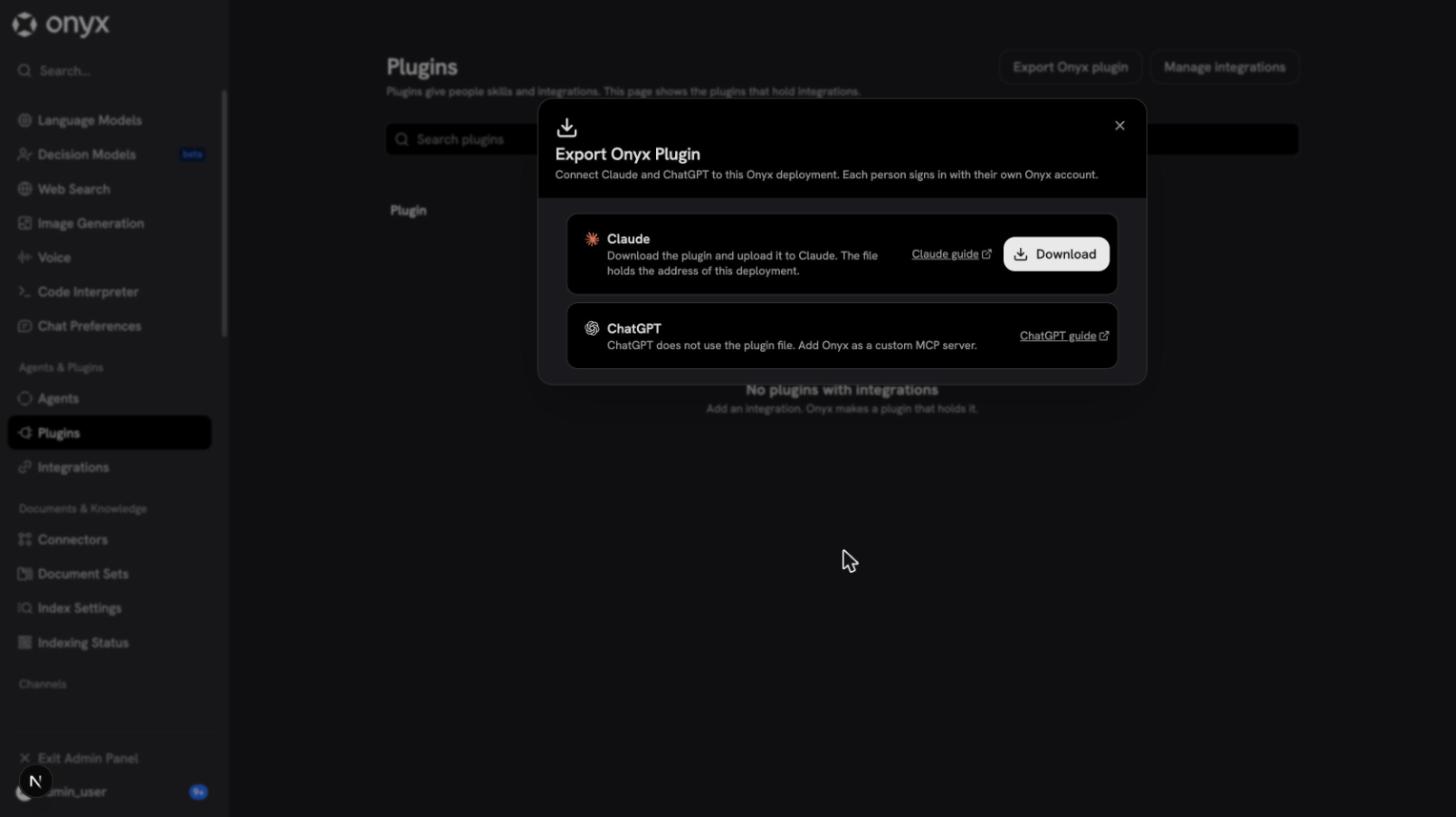 onyx
Search...
Language Models
Decision Models beta
Web Search
Image Generation
Voice
Code Interpreter
Chat Preferences
Agents & Plugins
Agents
Plugins
Integrations
Documents & Knowledge
Connectors
Document Sets
Index Settings
Indexing Status
Channels
Exit Admin Panel
N
min_user 9+
Plugins
Export Onyx plugin
Manage integrations
Plugins give people skills and integrations. This page shows the plugins that hold integrations.
Search plugins
Plugin
Export Onyx Plugin
Connect Claude and ChatGPT to this Onyx deployment. Each person signs in with their own Onyx account.
Claude
Download the plugin and upload it to Claude. The file
holds the address of this deployment.
Claude guide
Download
ChatGPT
ChatGPT does not use the plugin file. Add Onyx as a custom MCP server.
ChatGPT guide
No plugins with integrations
Add an integration. Onyx makes a plugin that holds it.